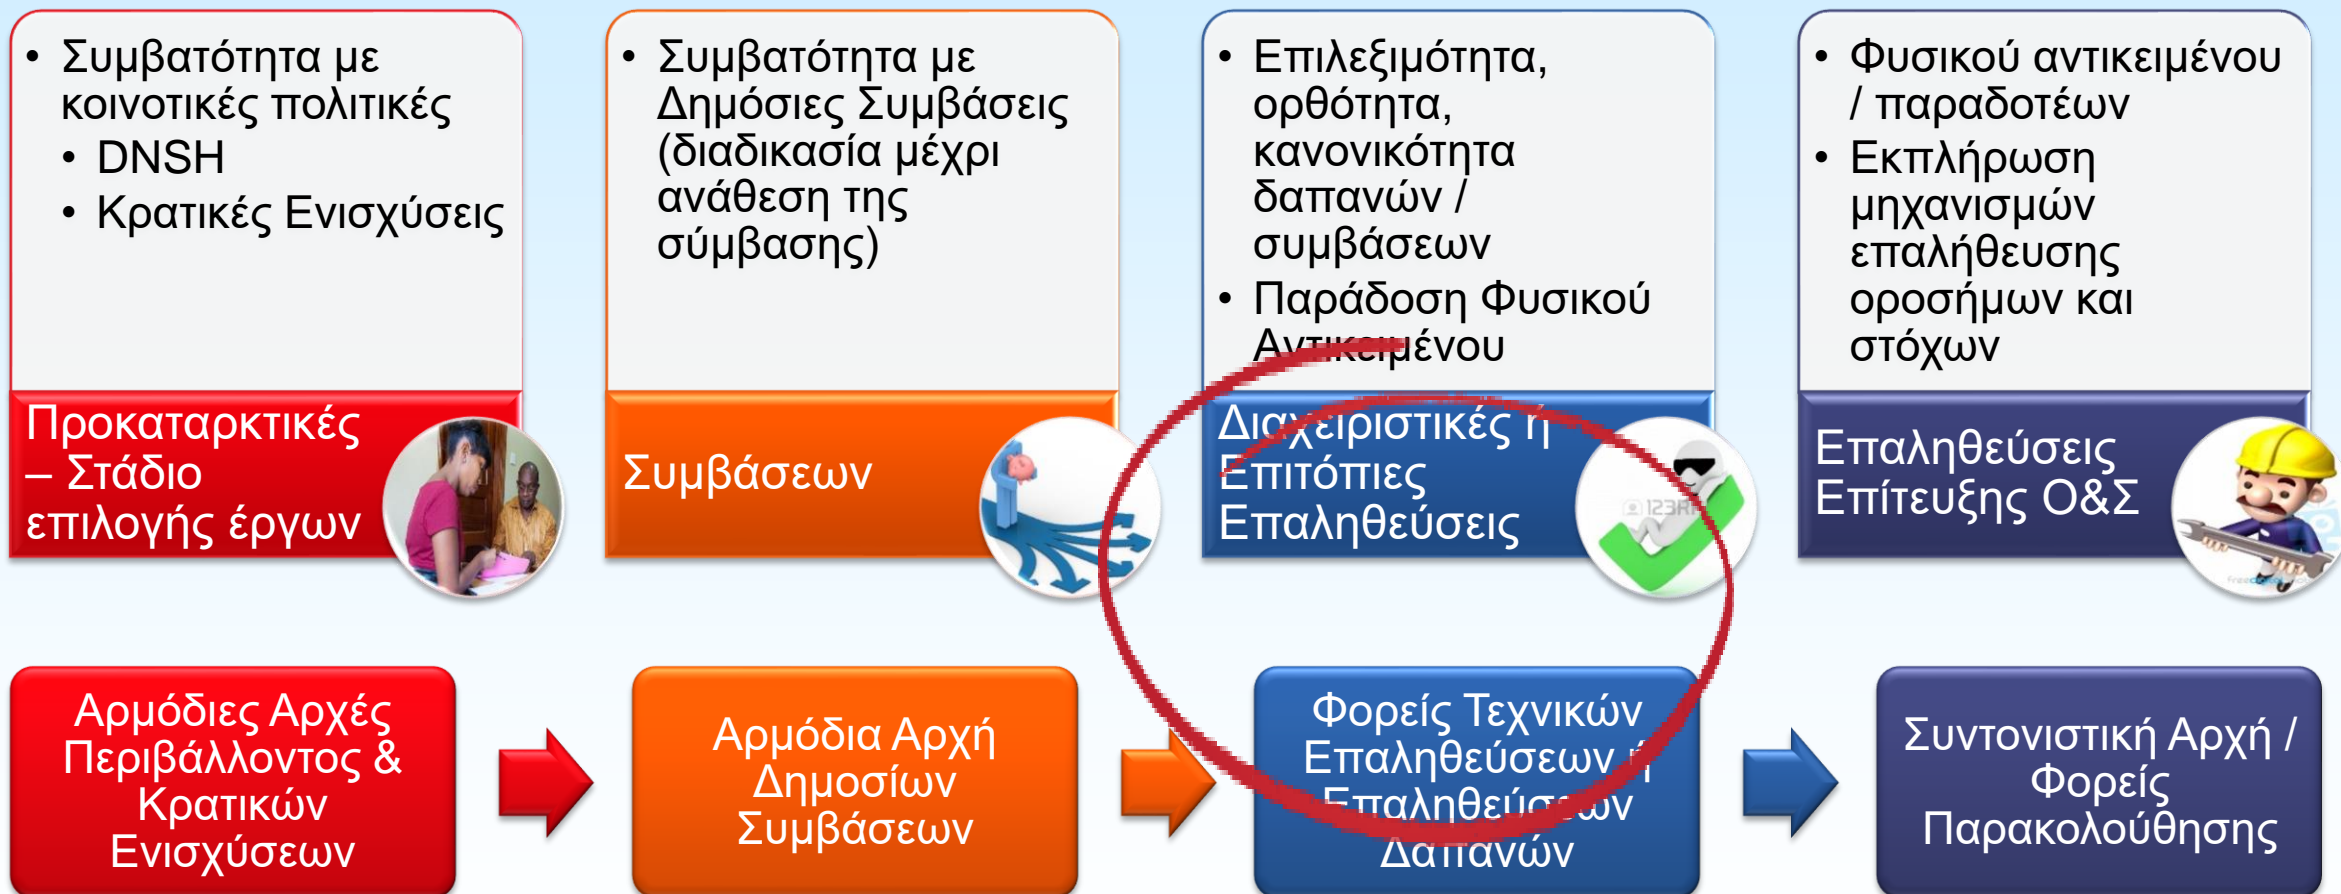 • Συμβατότητα με
κοινοτικές πολιτικές
• DNSH
• Κρατικές Ενισχύσεις
Προκαταρκτικές
– Στάδιο
επιλογής έργων
• Συμβατότητα με
Δημόσιες Συμβάσεις
(διαδικασία μέχρι
ανάθεση της
σύμβασης)
Συμβάσεων
• Επιλεξιμότητα,
ορθότητα,
κανονικότητα
δαπανών /
συμβάσεων
• Παράδοση Φυσικού
Αντικειμένου
Διαχειριστικές ή
Επιτόπιες
Επαληθεύσεις
• Φυσικού αντικειμένου
/ παραδοτέων
• Εκπλήρωση
μηχανισμών
επαλήθευσης
οροσήμων και
στόχων
Επαληθεύσεις
Επίτευξης Ο&Σ
Αρμόδιες Αρχές
Περιβάλλοντος &
Κρατικών
Ενισχύσεων
Αρμόδια Αρχή
Δημοσίων
Συμβάσεων
Φορείς Τεχνικών
Επαληθεύσεων ή
Επαληθεύσεων
Δαπανών
Συντονιστική Αρχή /
Φορείς
Παρακολούθησης